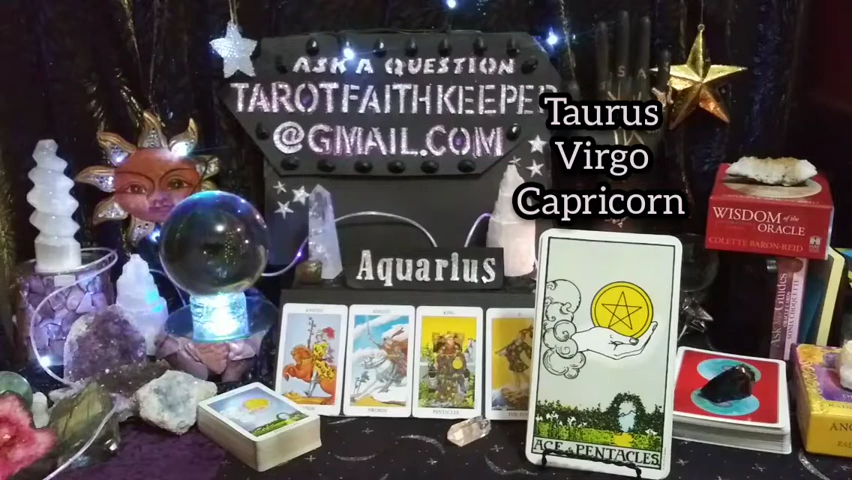 ASK A QUESTION
TAROTFAITHKEEPER
@GMAIL.COM
Taurus
Virgo
Capricorn
WISDOM of the
ORACLE
COLETTE BARON-REID
Aquarius
KNIGHT
KING
SWORDS
PENTACLES
ACE of PENTACLES